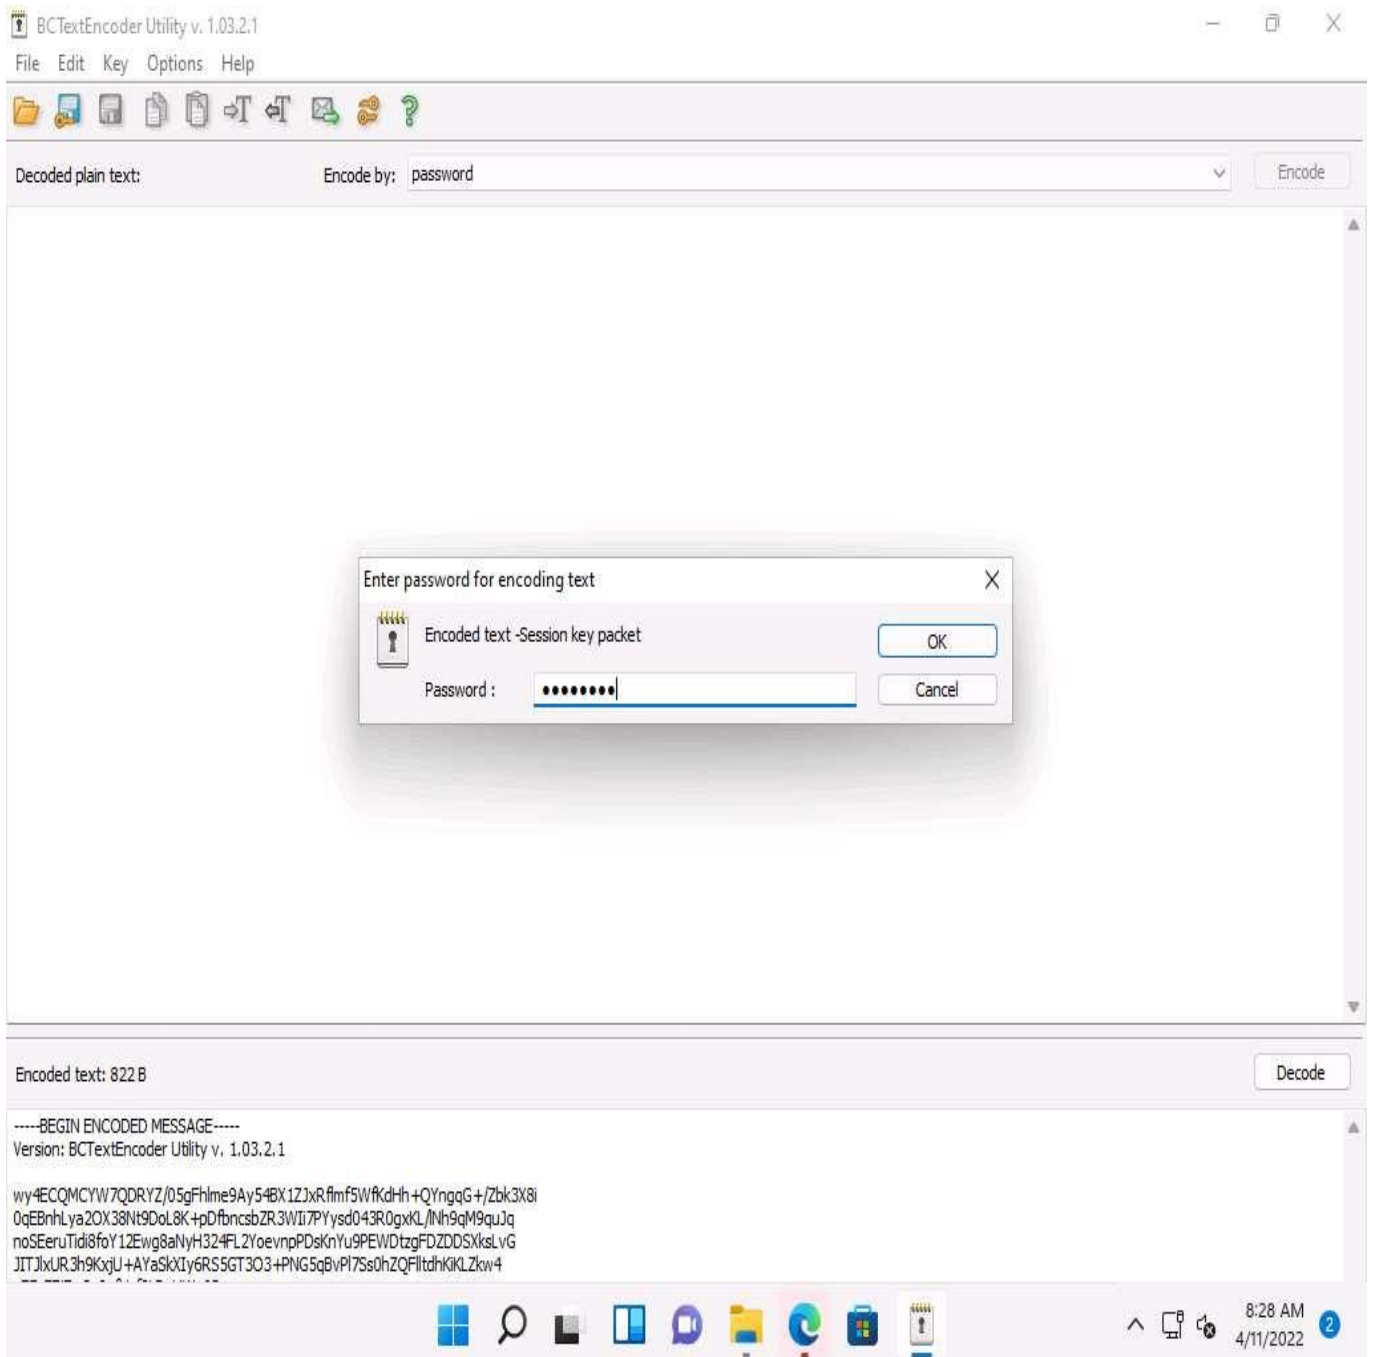 BCTextEncoder Utility v. 1.03.2.1
File Edit Key Options Help
Decoded plain text: Encode by: password Encode
Enter password for encoding text
Encoded text -Session key packet
OK
Password :
Cancel
Encoded text: 822 B
Decode
-----BEGIN ENCODED MESSAGE-----
Version: BCTextEncoder Utility v. 1.03.2.1
wy4ECQMCYW7QDRYZ/05gFhlme9Ay54BX1ZJxRflmf5WfKdHh+QYngqG+/Zbk3X8i
0qEBnhLya2OX38Nt9DoL8K+pDfbncsbZR3WIi7PYysd043R0gxKL/lNh9qM9quJq
noSEeruTidi8foY12Ewg8aNyH324FL2YoevnpPDsKnYu9PEWDtzgFDZDDSXksLvG
JITJlxUR3h9KxjU+AYaSkXIy6RS5GT3O3+PNG5qBvPl7Ss0hZQFlltdhKiKLZkw4
8:28 AM
4/11/2022
2